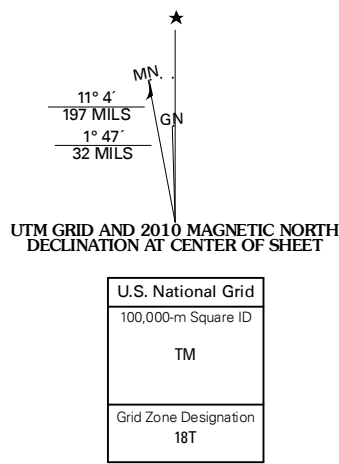 MN
GN
11° 4´
197 MILS
1° 47´
32 MILS
UTM GRID AND 2010 MAGNETIC NORTH
DECLINATION AT CENTER OF SHEET
U.S. National Grid
100,000-m Square ID
TM
Grid Zone Designation
18T